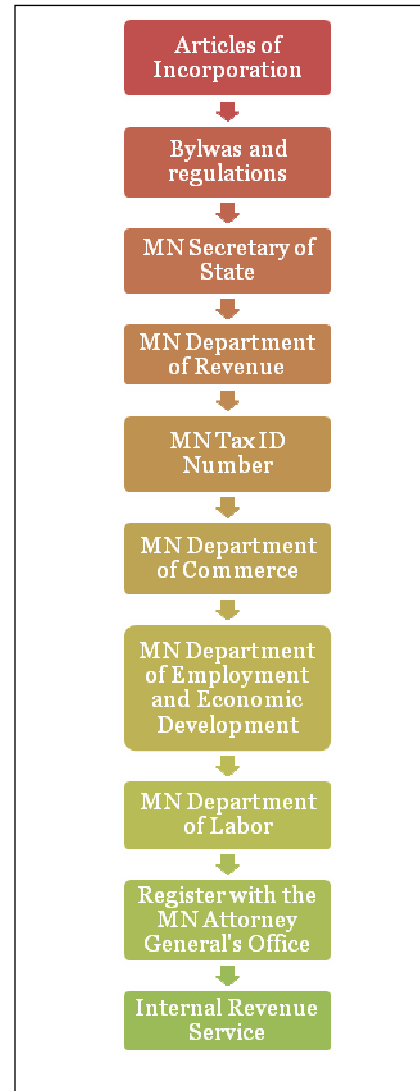 Articles of
Incorporation
Bylwas and
regulations
MN Secretary of
State
MN Department
of Revenue
MN Tax ID
Number
MN Department
of Commerce
MN Department
of Employment
and Economic
Development
MN Department
of Labor
Register with the
MN Attorney
General's Office
Internal Revenue
Service